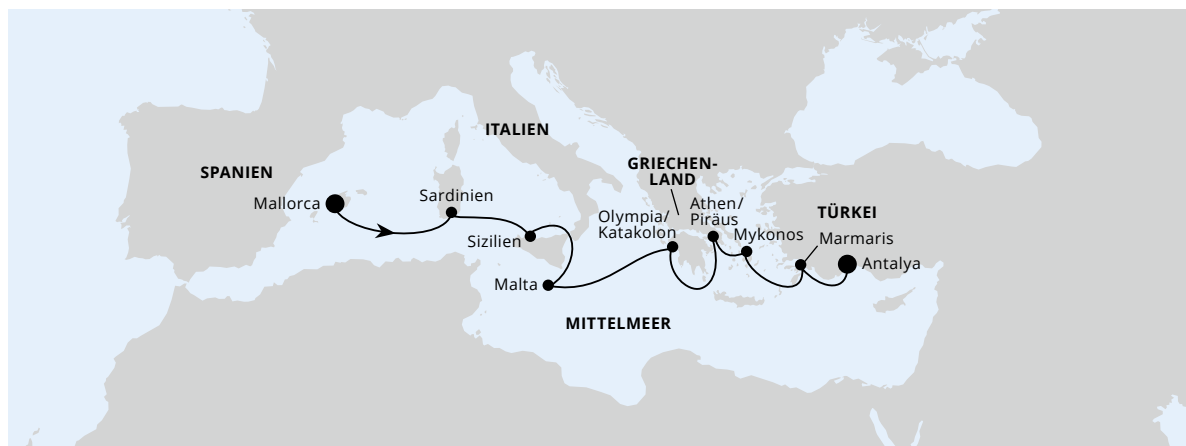 ITALIEN
SPANIEN
GRIECHEN-
LAND
Mallorca
Sardinien
Sizilien
Malta
Olympia/
Katakolon
Athen/
Piräus
Mykonos
TÜRKEI
Marmaris
Antalya
MITTELMEER